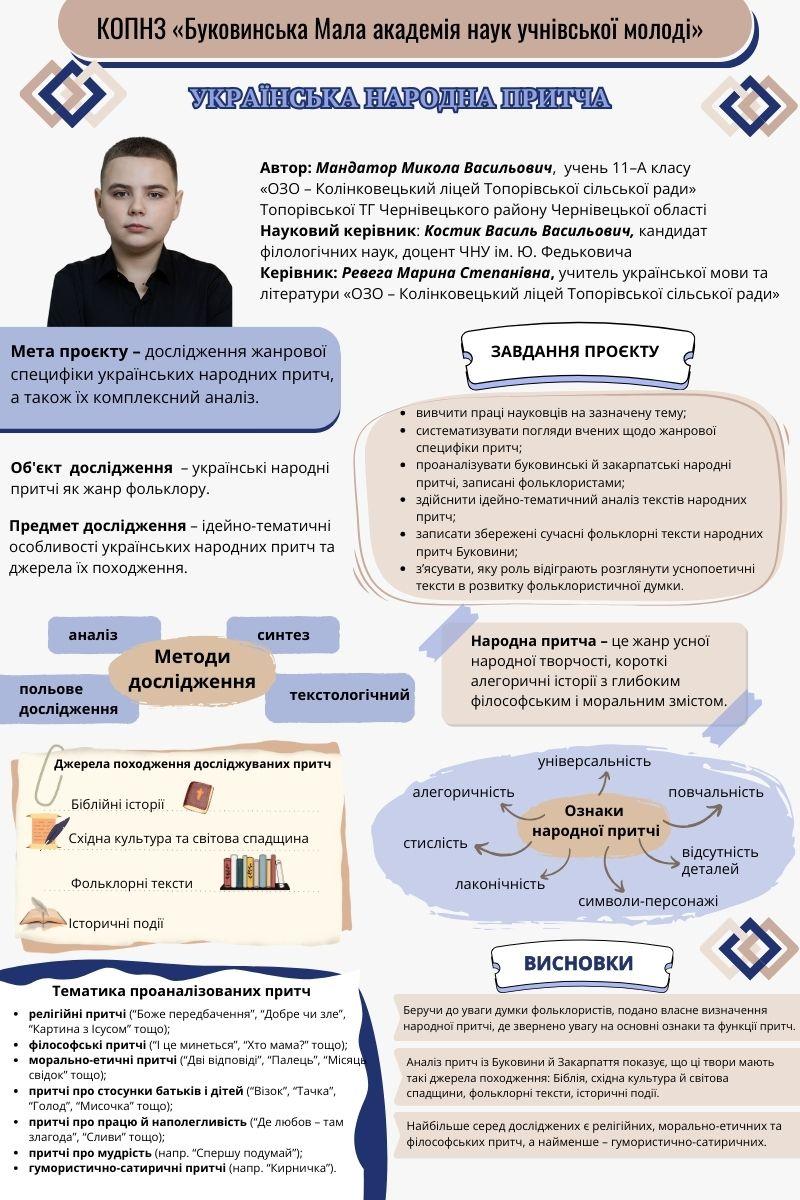 КОПНЗ «Буковинська Мала академія наук учнівської молоді»
УКРАЇНСЬКА НАРОДНА ПРИТЧА
Автор: Мандатор Микола Васильович, учень 11–А класу
«ОЗО – Колінковецький ліцей Топорівської сільської ради»
Топорівської ТГ Чернівецького району Чернівецької області
Науковий керівник: Костик Василь Васильович, кандидат
філологічних наук, доцент ЧНУ ім. Ю. Федьковича
Керівник: Ревега Марина Степанівна, учитель української мови та
літератури «ОЗО – Колінковецький ліцей Топорівської сільської ради»
Мета проєкту – дослідження жанрової
специфіки українських народних притч,
а також їх комплексний аналіз.
Об'єкт дослідження – українські народні
притчі як жанр фольклору.
Предмет дослідження – ідейно-тематичні
особливості українських народних притч та
джерела їх походження.
ЗАВДАННЯ ПРОЄКТУ
• вивчити праці науковців на зазначену тему;
• систематизувати погляди вчених щодо жанрової
специфіки притч;
• проаналізувати буковинські й закарпатські народні
притчі, записані фольклористами;
• здійснити ідейно-тематичний аналіз текстів народних
притч;
• записати збережені сучасні фольклорні тексти народних
притч Буковини;
• з’ясувати, яку роль відіграють розглянути уснопоетичні
тексти в розвитку фольклористичної думки.
аналіз
синтез
Методи
дослідження
польове
дослідження
текстологічний
Народна притча – це жанр усної
народної творчості, короткі
алегоричні історії з глибоким
філософським і моральним змістом.
Джерела походження досліджуваних притч
Біблійні історії
Східна культура та світова спадщина
Фольклорні тексти
Історичні події
універсальність
алегоричність
повчальність
Ознаки
народної притчі
стислість
відсутність
деталей
лаконічність
символи-персонажі
Тематика проаналізованих притч
• релігійні притчі (“Боже передбачення”, “Добре чи зле”,
“Картина з Ісусом” тощо);
• філософські притчі (“І це минеться”, “Хто мама?” тощо);
• морально-етичні притчі (“Дві відповіді”, “Палець”, “Місяць
свідок” тощо);
• притчі про стосунки батьків і дітей (“Візок”, “Тачка”,
“Голод”, “Мисочка” тощо);
• притчі про працю й наполегливість (“Де любов – там
злагода”, “Сливи” тощо);
• притчі про мудрість (напр. “Спершу подумай”);
• гумористично-сатиричні притчі (напр. “Кирничка”).
ВИСНОВКИ
Беручи до уваги думки фольклористів, подано власне визначення
народної притчі, де звернено увагу на основні ознаки та функції притч.
Аналіз притч із Буковини й Закарпаття показує, що ці твори мають
такі джерела походження: Біблія, східна культура й світова
спадщини, фольклорні тексти, історичні події.
Найбільше серед досліджених є релігійних, морально-етичних та
філософських притч, а найменше – гумористично-сатиричних.